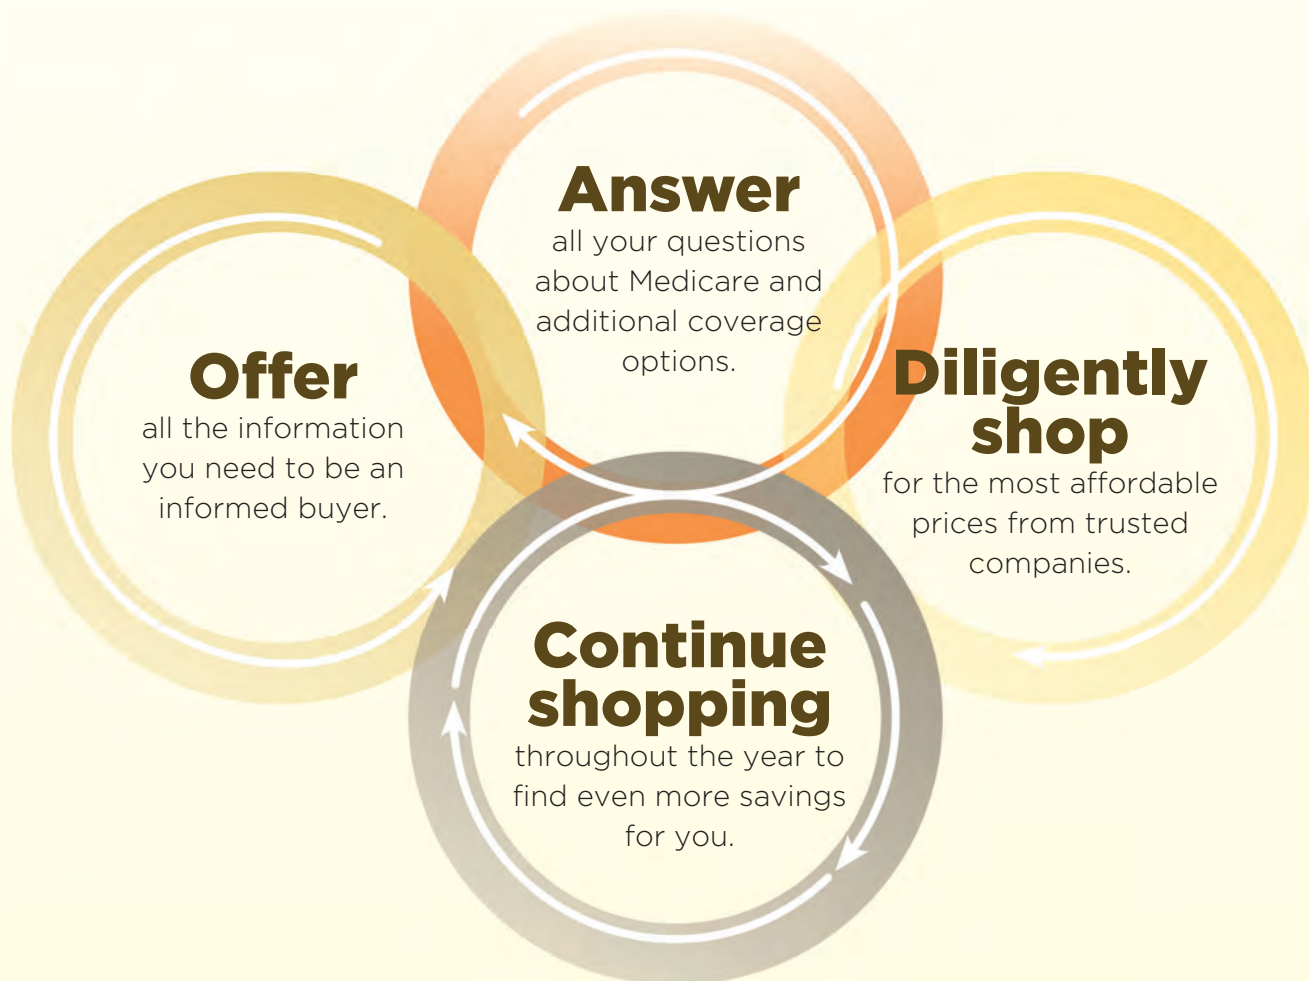 Answer
all your questions
about Medicare and
additional coverage
options.
Offer
all the information
you need to be an
informed buyer.
Diligently
shop
for the most affordable
prices from trusted
companies.
Continue
shopping
throughout the year to
find even more savings
for you.